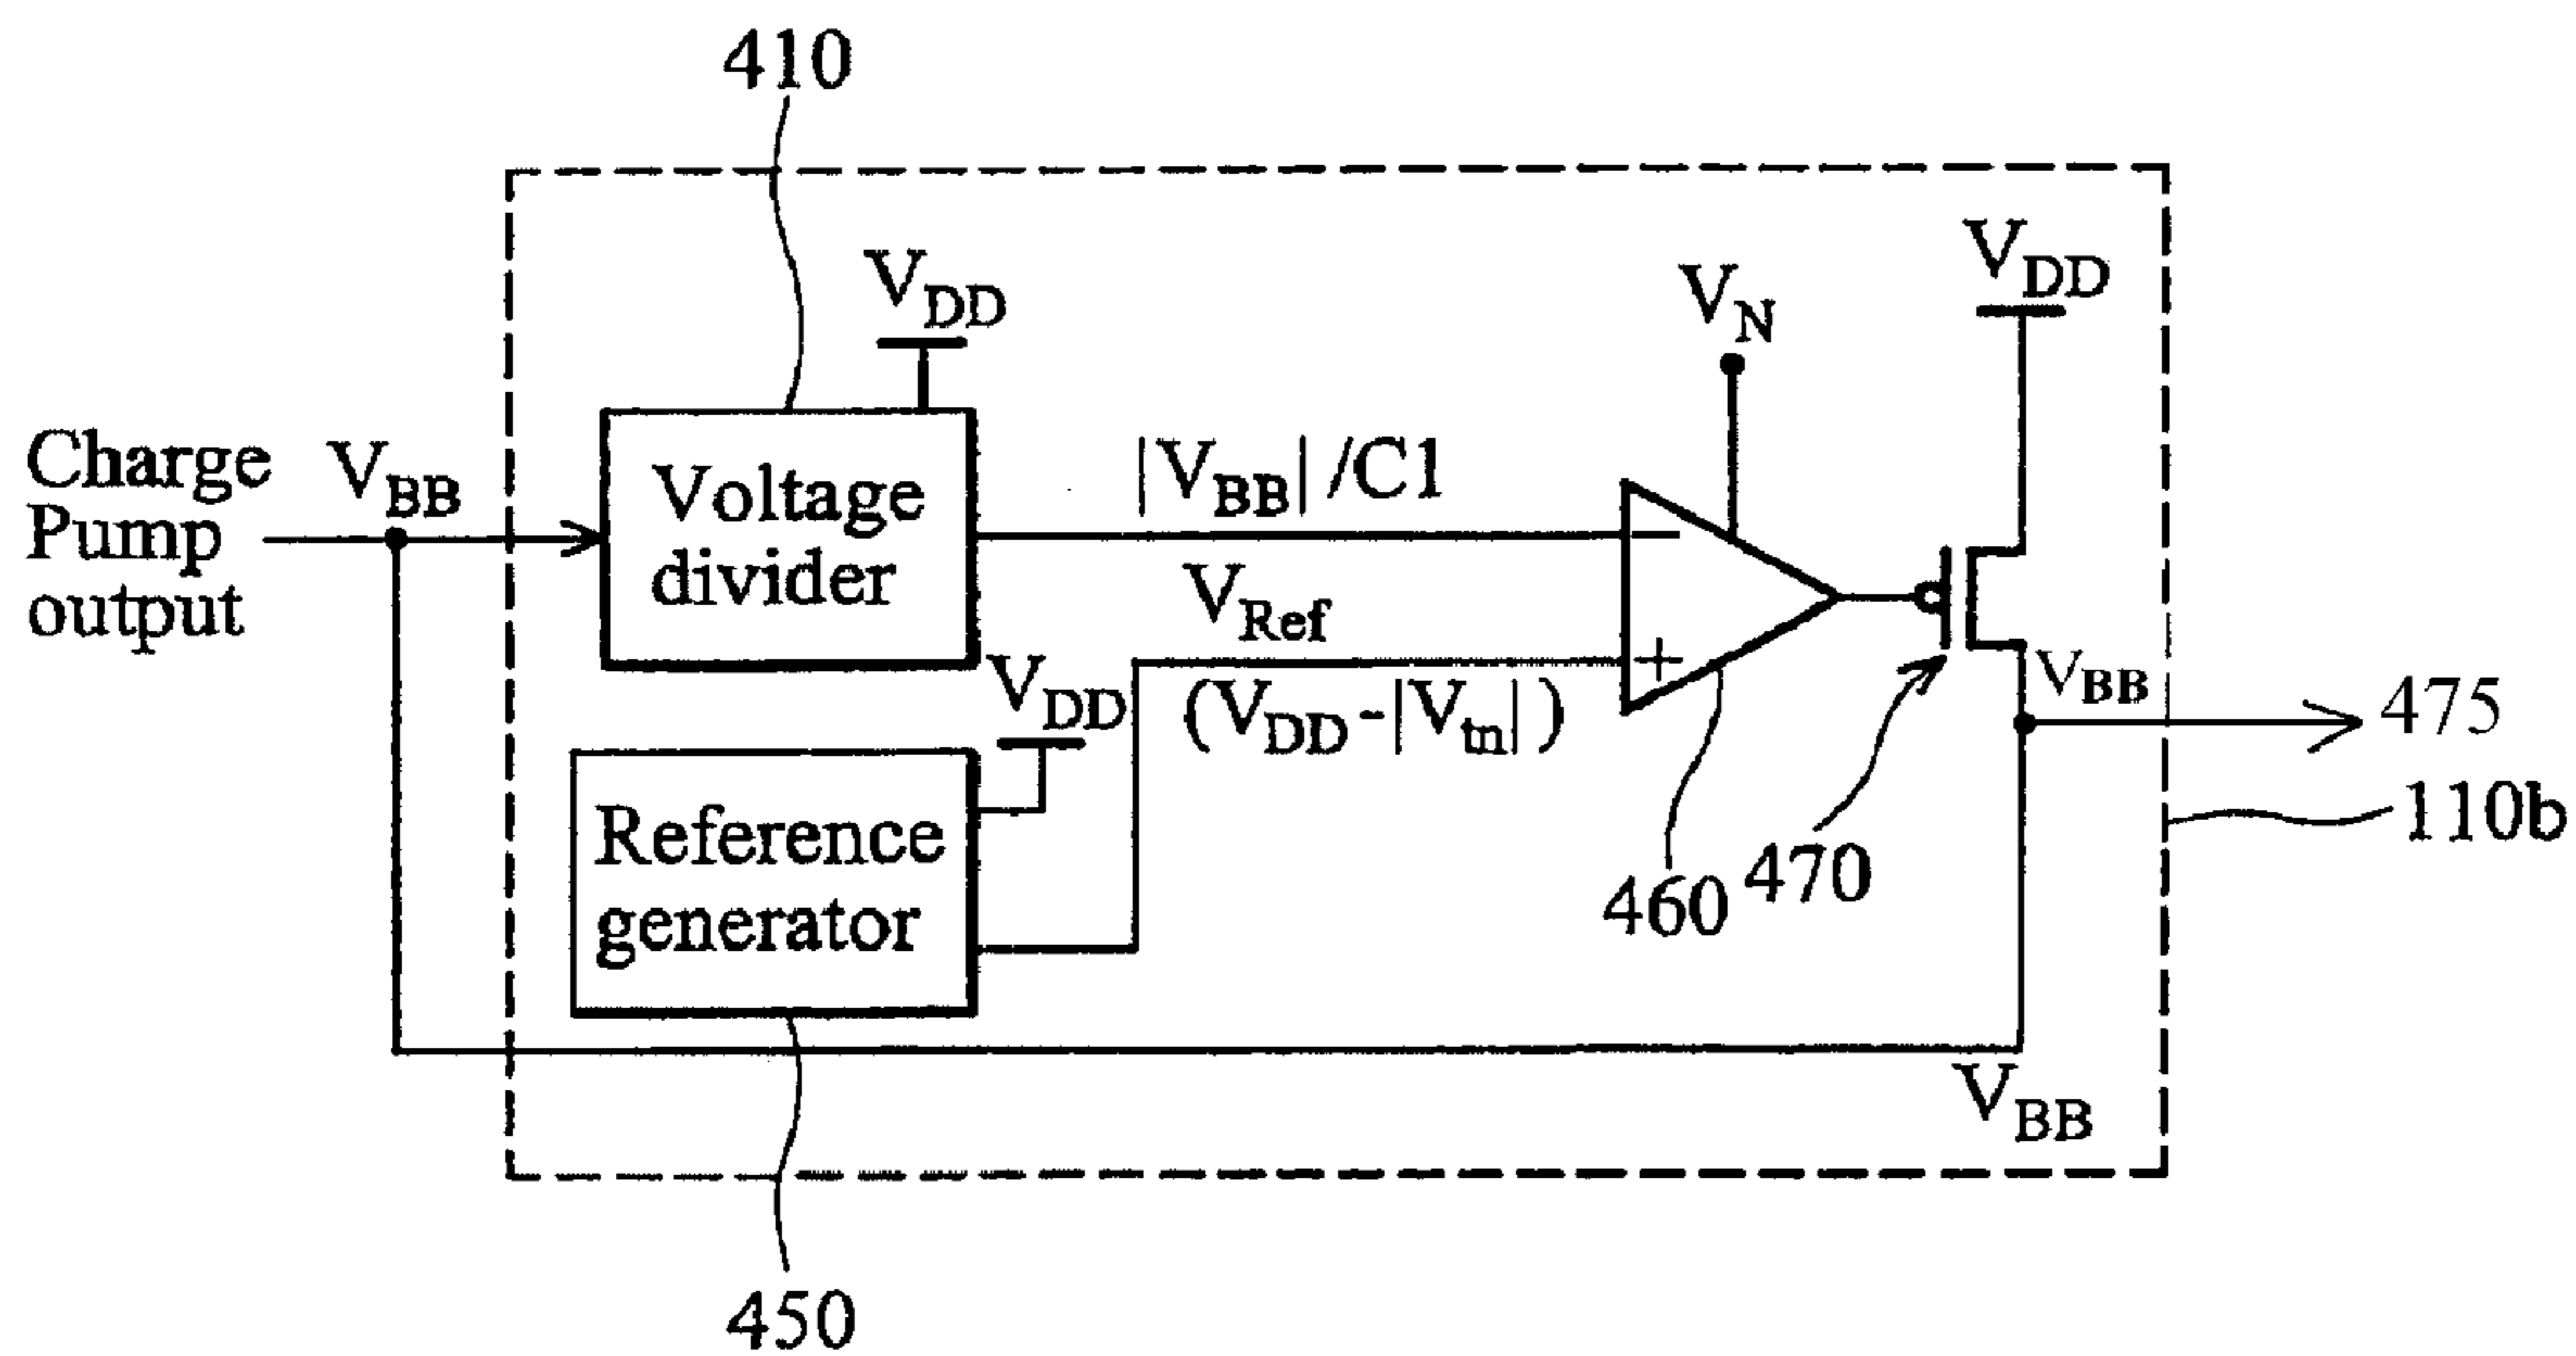 410
V_DD
V_N
V_DD
Charge
Pump
output
V_BB
Voltage
divider
|V_BB| /C1
−
V_Ref
+
(V_DD -|V_tn| )
V_DD
V_BB
475
110b
Reference
generator
460
470
V_BB
450